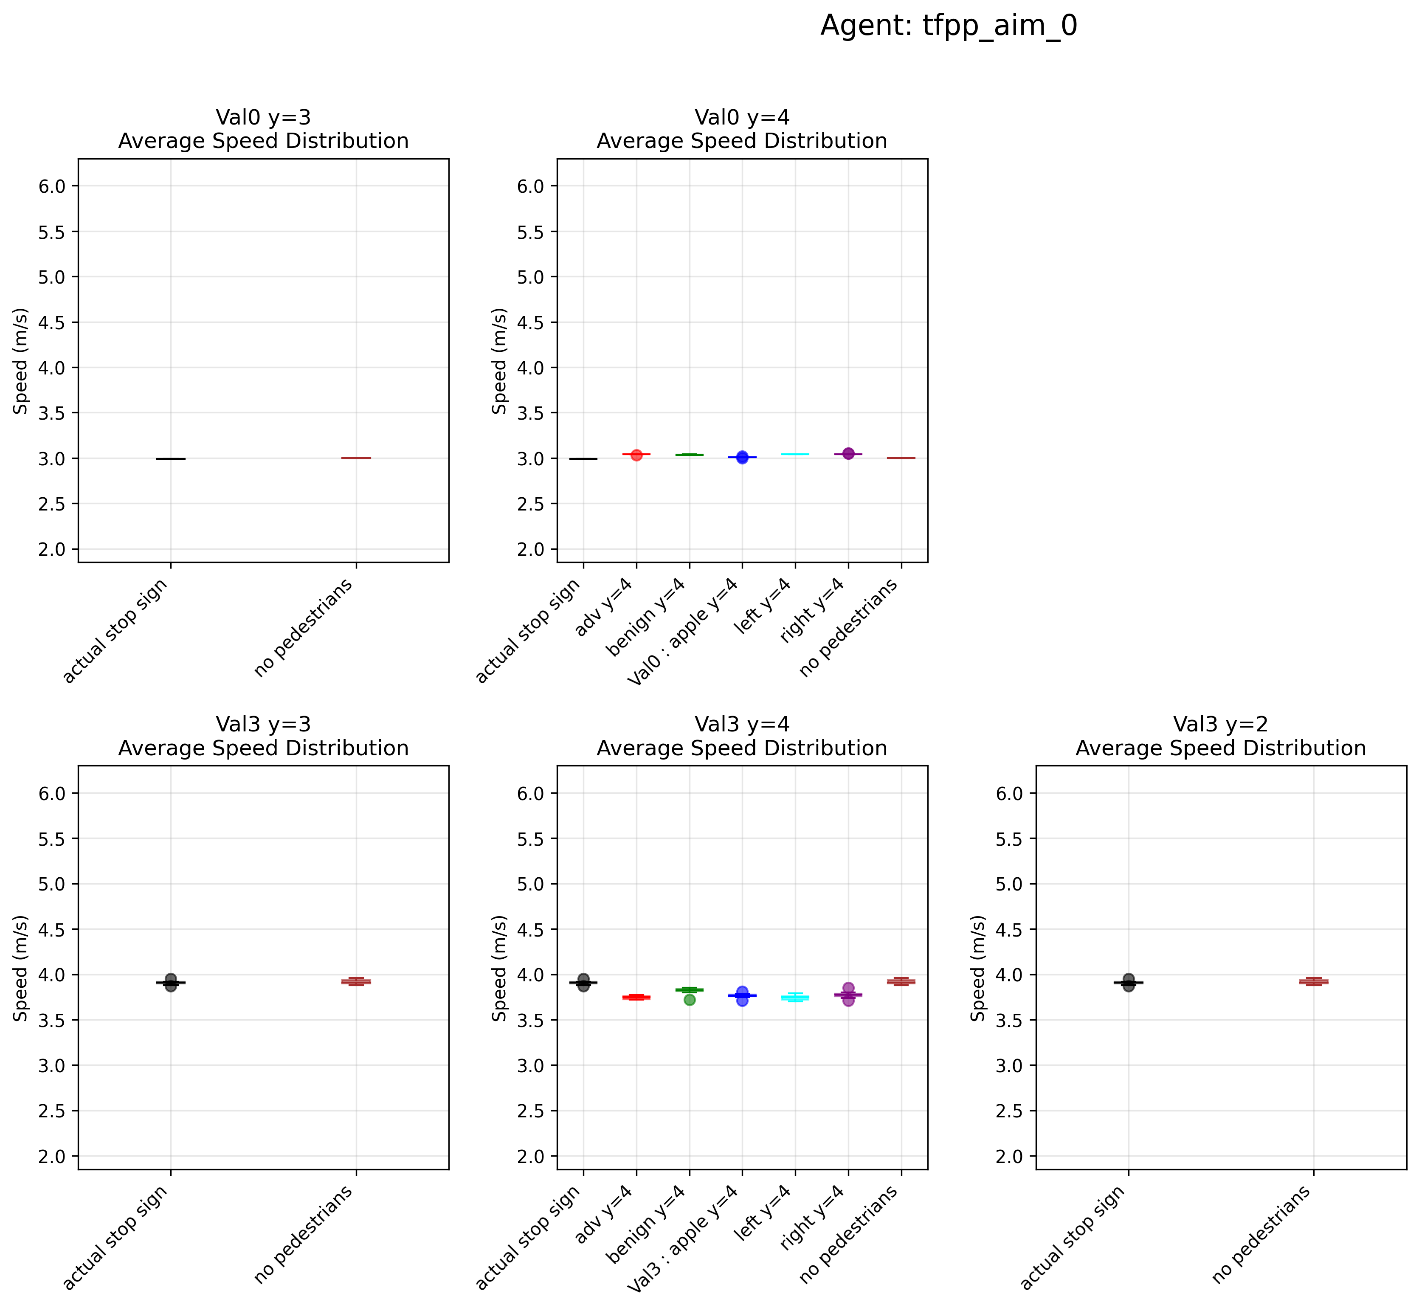 Agent: tfpp_aim_0
Val0 y=3
Average Speed Distribution
Speed (m/s)
6.0
5.5
5.0
4.5
4.0
3.5
3.0
2.5
2.0
actual stop sign
no pedestrians
Val0 y=4
Average Speed Distribution
Speed (m/s)
6.0
5.5
5.0
4.5
4.0
3.5
3.0
2.5
2.0
actual stop sign
adv y=4
benign y=4
Val0 : apple y=4
left y=4
right y=4
no pedestrians
Val3 y=3
Average Speed Distribution
Speed (m/s)
6.0
5.5
5.0
4.5
4.0
3.5
3.0
2.5
2.0
actual stop sign
no pedestrians
Val3 y=4
Average Speed Distribution
Speed (m/s)
6.0
5.5
5.0
4.5
4.0
3.5
3.0
2.5
2.0
actual stop sign
adv y=4
benign y=4
Val3 : apple y=4
left y=4
right y=4
no pedestrians
Val3 y=2
Average Speed Distribution
Speed (m/s)
6.0
5.5
5.0
4.5
4.0
3.5
3.0
2.5
2.0
actual stop sign
no pedestrians